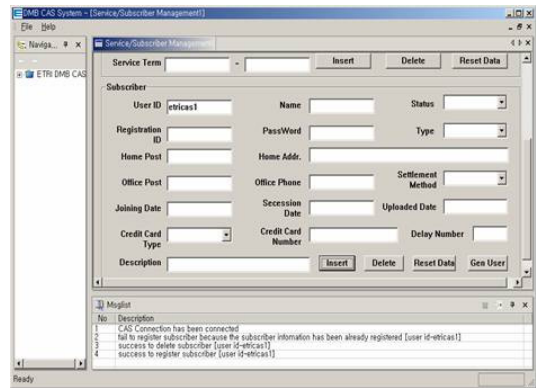 DMB CAS System - [Service/Subscriber Management1]
File Help
Naviga...
Service/Subscriber Management
ETRI DMB CAS
Service Term - Insert Delete Reset Data
Subscriber
User ID etricas1 Name Status
Registration ID PassWord Type
Home Post Home Addr.
Office Post Office Phone Settlement Method
Joining Date Secession Date Uploaded Date
Credit Card Type Credit Card Number Delay Number
Description Insert Delete Reset Data Gen User
Msglist
No Description
1 CAS Connection has been connected
2 fail to register subscriber because the subscriber infomation has been already registered [user id-etricas1]
3 success to delete subscriber [user id-etricas1]
4 success to register subscriber [user id-etricas1]
Ready